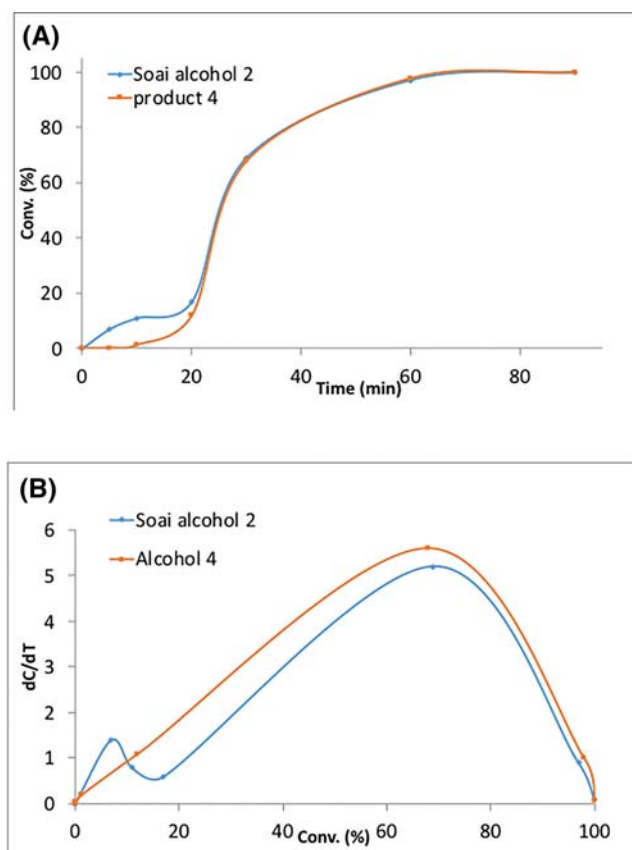 (A)
Soai alcohol 2
product 4
Conv. (%)
100
80
60
40
20
0
0 20 40 60 80
Time (min)
(B)
Soai alcohol 2
Alcohol 4
dC/dT
6
5
4
3
2
1
0
0 20 40 60 80 100
Conv. (%)